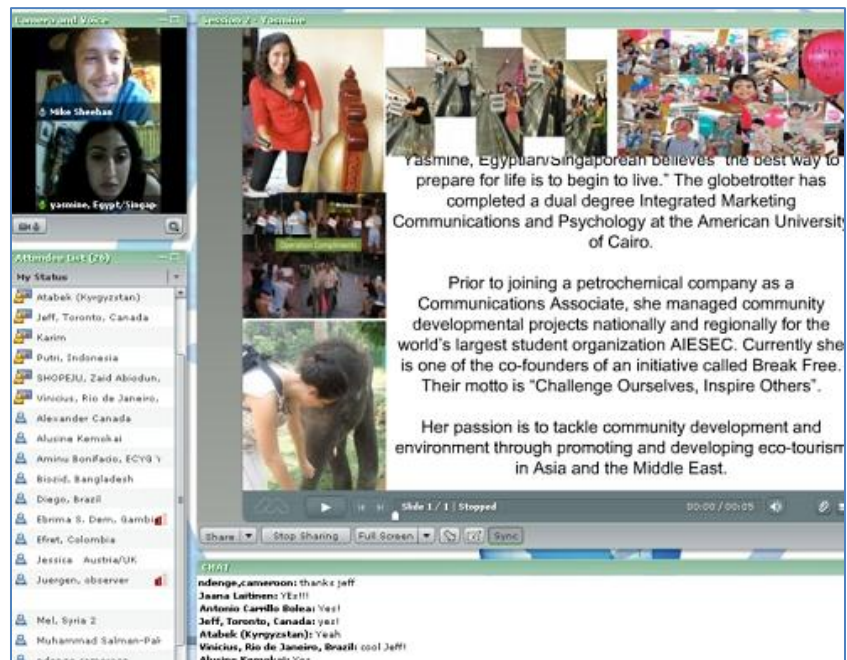 Camera and Voice
Mike Sheehan
yasmine, Egypt/Singap
Attendee List (26)
My Status
Atabek (Kyrgyzstan)
Jeff, Toronto, Canada
Karim
Putri, Indonesia
SHOPEJU, Zaid Abiodun,
Vinicius, Rio de Janeiro,
Alexander Canada
Alusine Kemokai
Aminu Bonifacio, ECYG
Biozid, Bangladesh
Diego, Brazil
Ebrima S. Dem, Gambi
Efret, Colombia
Jessica Austria/UK
Juergen, observer
Mel, Syria 2
Muhammad Salman-Pak
ndenge,cameroon
Session 2 - Yasmine
Operation Compliments
Yasmine, Egyptian/Singaporean believes "the best way to
prepare for life is to begin to live." The globetrotter has
completed a dual degree Integrated Marketing
Communications and Psychology at the American University
of Cairo.
Prior to joining a petrochemical company as a
Communications Associate, she managed community
developmental projects nationally and regionally for the
world's largest student organization AIESEC. Currently she
is one of the co-founders of an initiative called Break Free.
Their motto is "Challenge Ourselves, Inspire Others".
Her passion is to tackle community development and
environment through promoting and developing eco-tourism
in Asia and the Middle East.
Slide 1 / 1 | Stopped
00:00 / 00:05
Share
Stop Sharing
Full Screen
Sync
CHAT
ndenge,cameroon: thanks jeff
Jaana Laitinen: YEs!!!
Antonio Carrillo Bolea: Yes!
Jeff, Toronto, Canada: yes!
Atabek (Kyrgyzstan): Yeah
Vinicius, Rio de Janeiro, Brazil: cool Jeff!
Alusine Kemokai: Yes